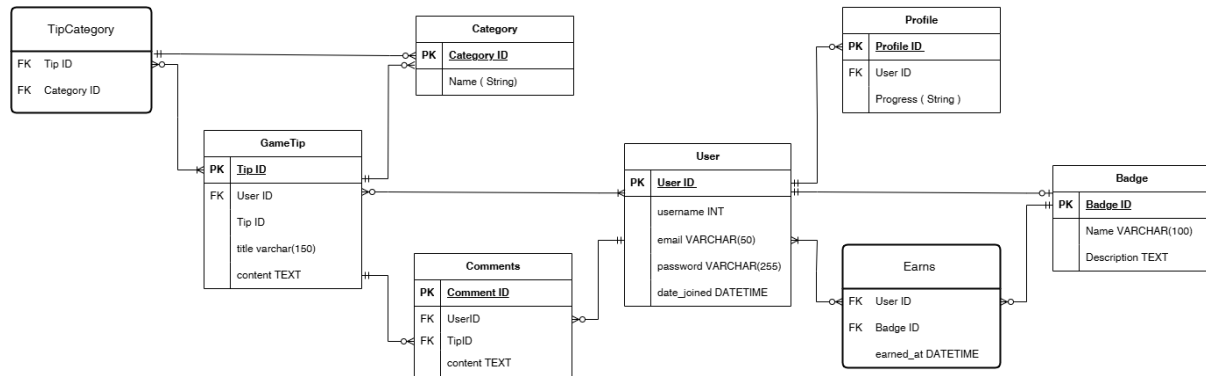 TipCategory
FK Tip ID
FK Category ID
Category
PK Category ID
Name ( String)
Profile
PK Profile ID
FK User ID
Progress ( String )
GameTip
PK Tip ID
FK User ID
Tip ID
title varchar(150)
content TEXT
User
PK User ID
username INT
email VARCHAR(50)
password VARCHAR(255)
date_joined DATETIME
Badge
PK Badge ID
Name VARCHAR(100)
Description TEXT
Comments
PK Comment ID
FK UserID
FK TipID
content TEXT
Earns
FK User ID
FK Badge ID
earned_at DATETIME